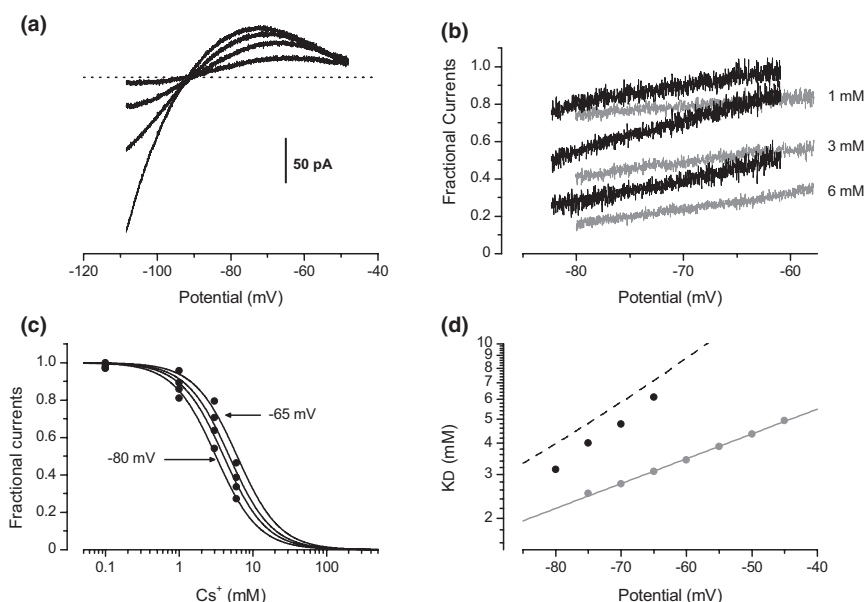 (a)
50 pA
-120 -100 -80 -60 -40
Potential (mV)
(b)
Fractional Currents
1.0
0.8
0.6
0.4
0.2
0
1 mM
3 mM
6 mM
-80 -70 -60
Potential (mV)
(c)
Fractional currents
1.0
0.8
0.6
0.4
0.2
0
-65 mV
-80 mV
0.1 1 10 100
Cs⁺ (mM)
(d)
KD (mM)
10
9
8
7
6
5
4
3
2
-80 -70 -60 -50 -40
Potential (mV)